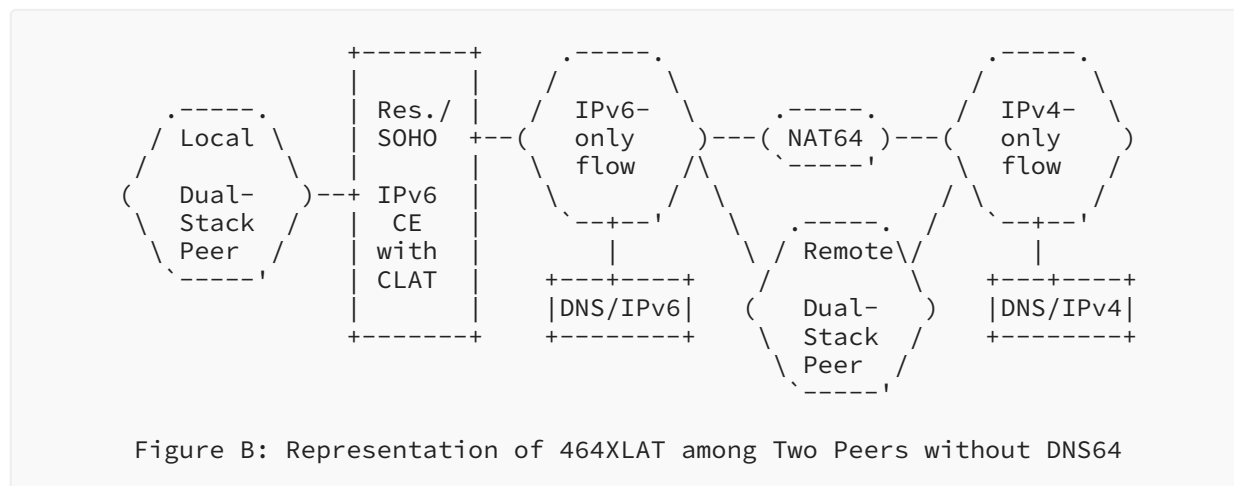 Local
Dual-
Stack
Peer
Res./
SOHO
IPv6
CE
with
CLAT
IPv6-
only
flow
DNS/IPv6
NAT64
Remote
Dual-
Stack
Peer
IPv4-
only
flow
DNS/IPv4
Figure B: Representation of 464XLAT among Two Peers without DNS64